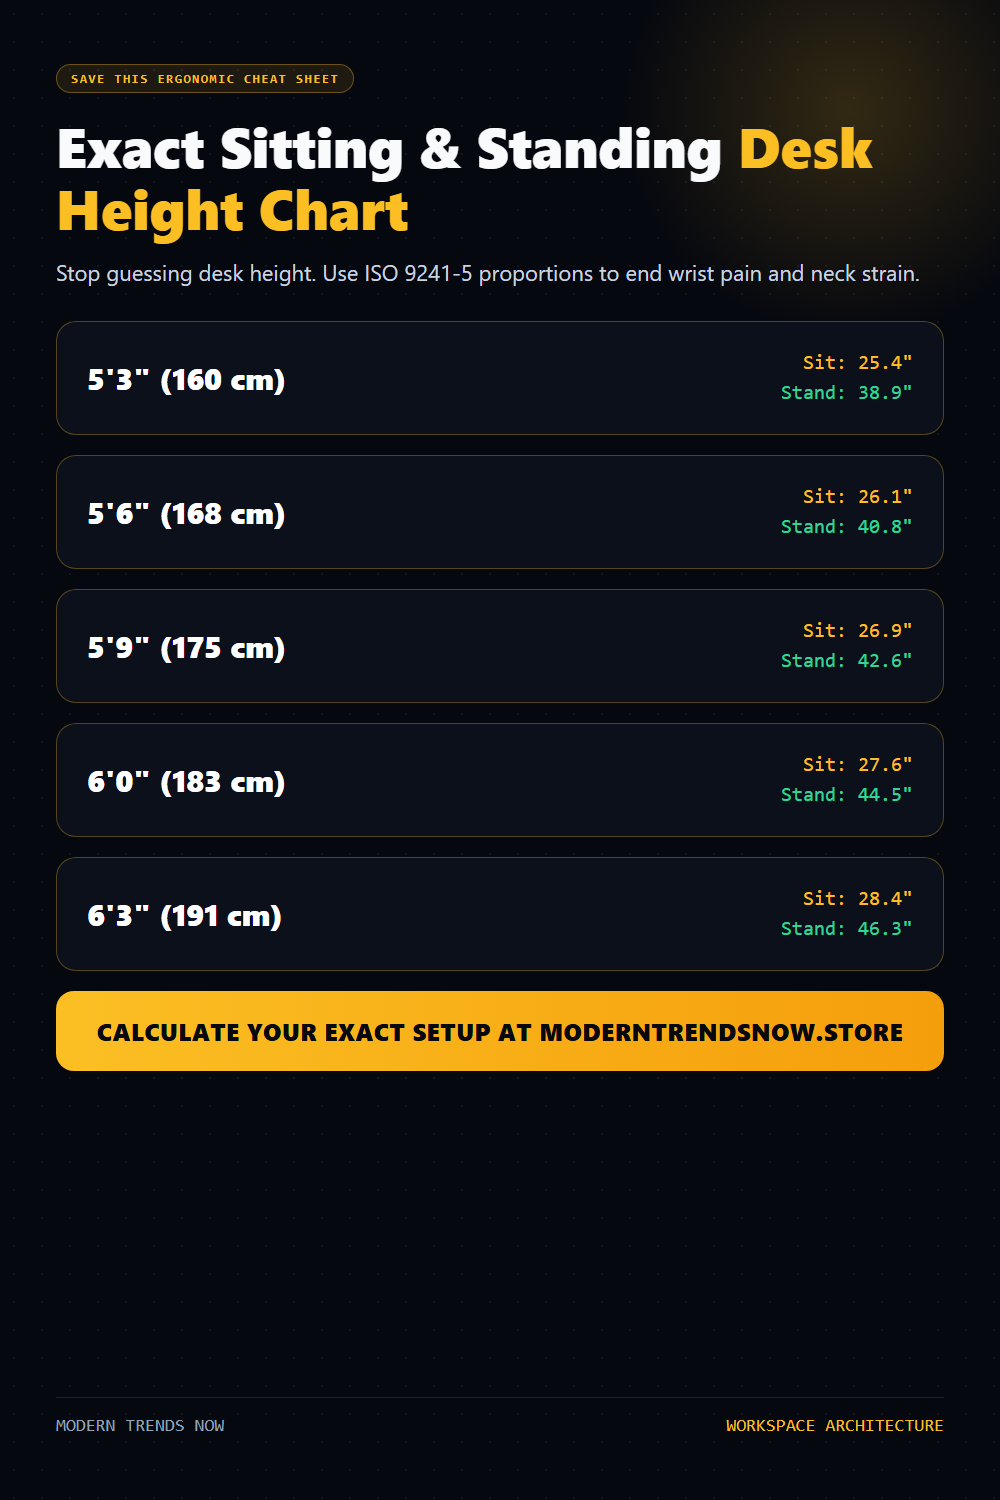 SAVE THIS ERGONOMIC CHEAT SHEET
Exact Sitting & Standing Desk
Height Chart
Stop guessing desk height. Use ISO 9241-5 proportions to end wrist pain and neck strain.
5'3" (160 cm)
Sit: 25.4"
Stand: 38.9"
5'6" (168 cm)
Sit: 26.1"
Stand: 40.8"
5'9" (175 cm)
Sit: 26.9"
Stand: 42.6"
6'0" (183 cm)
Sit: 27.6"
Stand: 44.5"
6'3" (191 cm)
Sit: 28.4"
Stand: 46.3"
CALCULATE YOUR EXACT SETUP AT MODERNTRENDSNOW.STORE
MODERN TRENDS NOW
WORKSPACE ARCHITECTURE